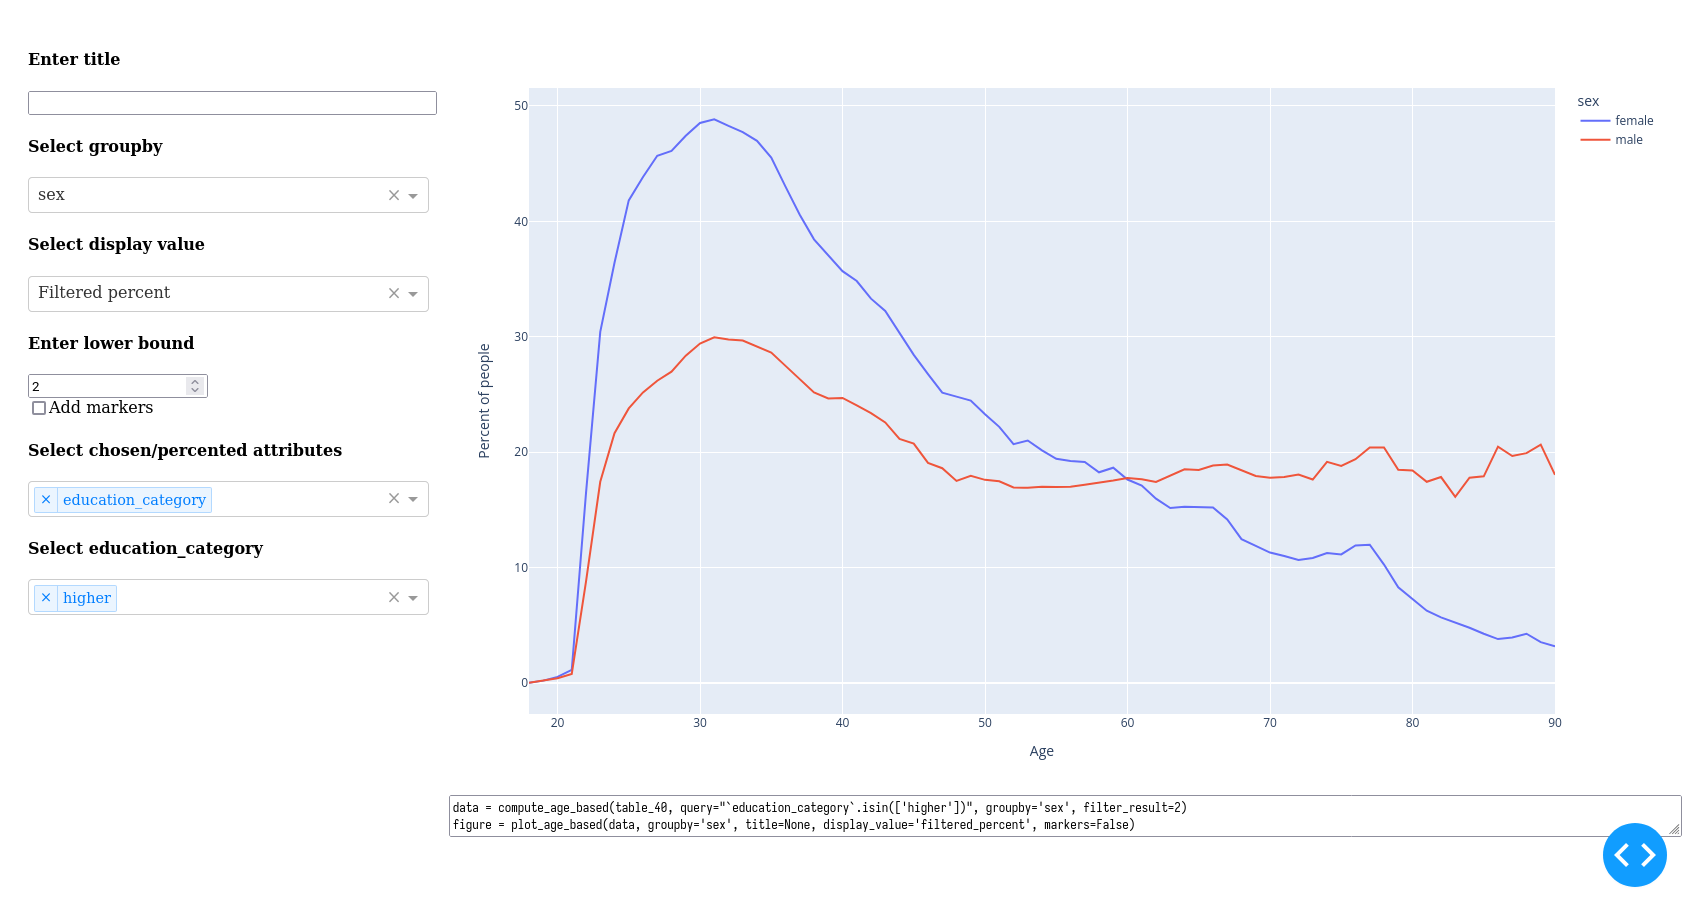 Enter title
Select groupby
sex
Select display value
Filtered percent
Enter lower bound
2
Add markers
Select chosen/percented attributes
× education_category
Select education_category
× higher
50
40
30
20
10
0
Percent of people
20 30 40 50 60 70 80 90
Age
sex
female
male
data = compute_age_based(table_40, query="`education_category`.isin(['higher'])", groupby='sex', filter_result=2)
figure = plot_age_based(data, groupby='sex', title=None, display_value='filtered_percent', markers=False)